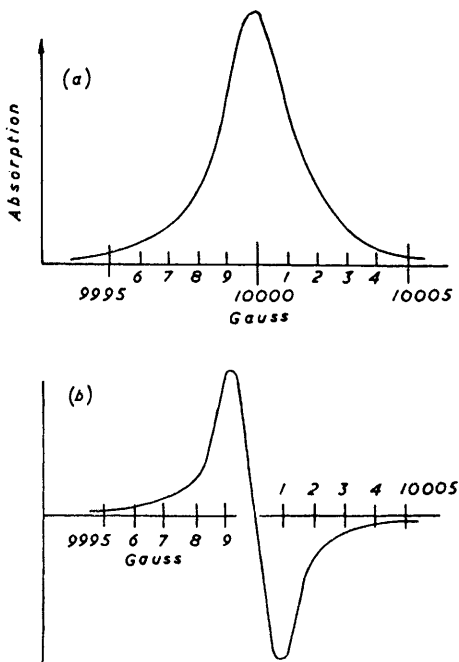 (a)
Absorption
6 7 8 9 1 2 3 4
9995 10000 10005
Gauss
(b)
1 2 3 4 10005
9995 6 7 8 9
Gauss